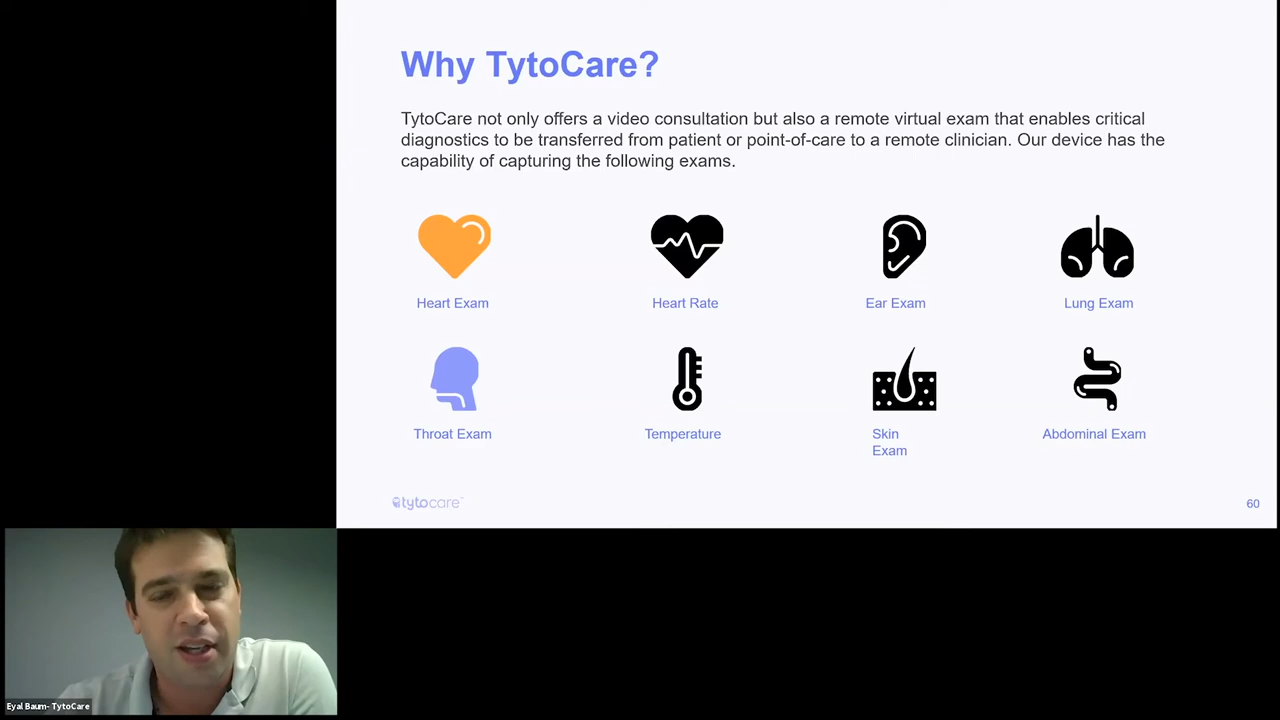 Why TytoCare?
TytoCare not only offers a video consultation but also a remote virtual exam that enables critical
diagnostics to be transferred from patient or point-of-care to a remote clinician. Our device has the
capability of capturing the following exams.
Heart Exam
Heart Rate
Ear Exam
Lung Exam
Throat Exam
Temperature
Skin
Exam
Abdominal Exam
tytocare
60
Eyal Baum- TytoCare